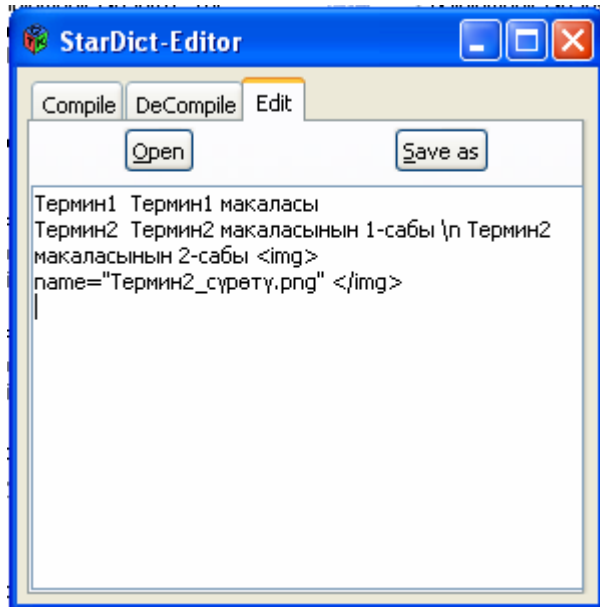 StarDict-Editor
Compile DeCompile Edit
Open Save as
Термин1 Термин1 макаласы
Термин2 Термин2 макаласынын 1-сабы \n Термин2
макаласынын 2-сабы <img>
name="Термин2_сүрөтү.png" </img>